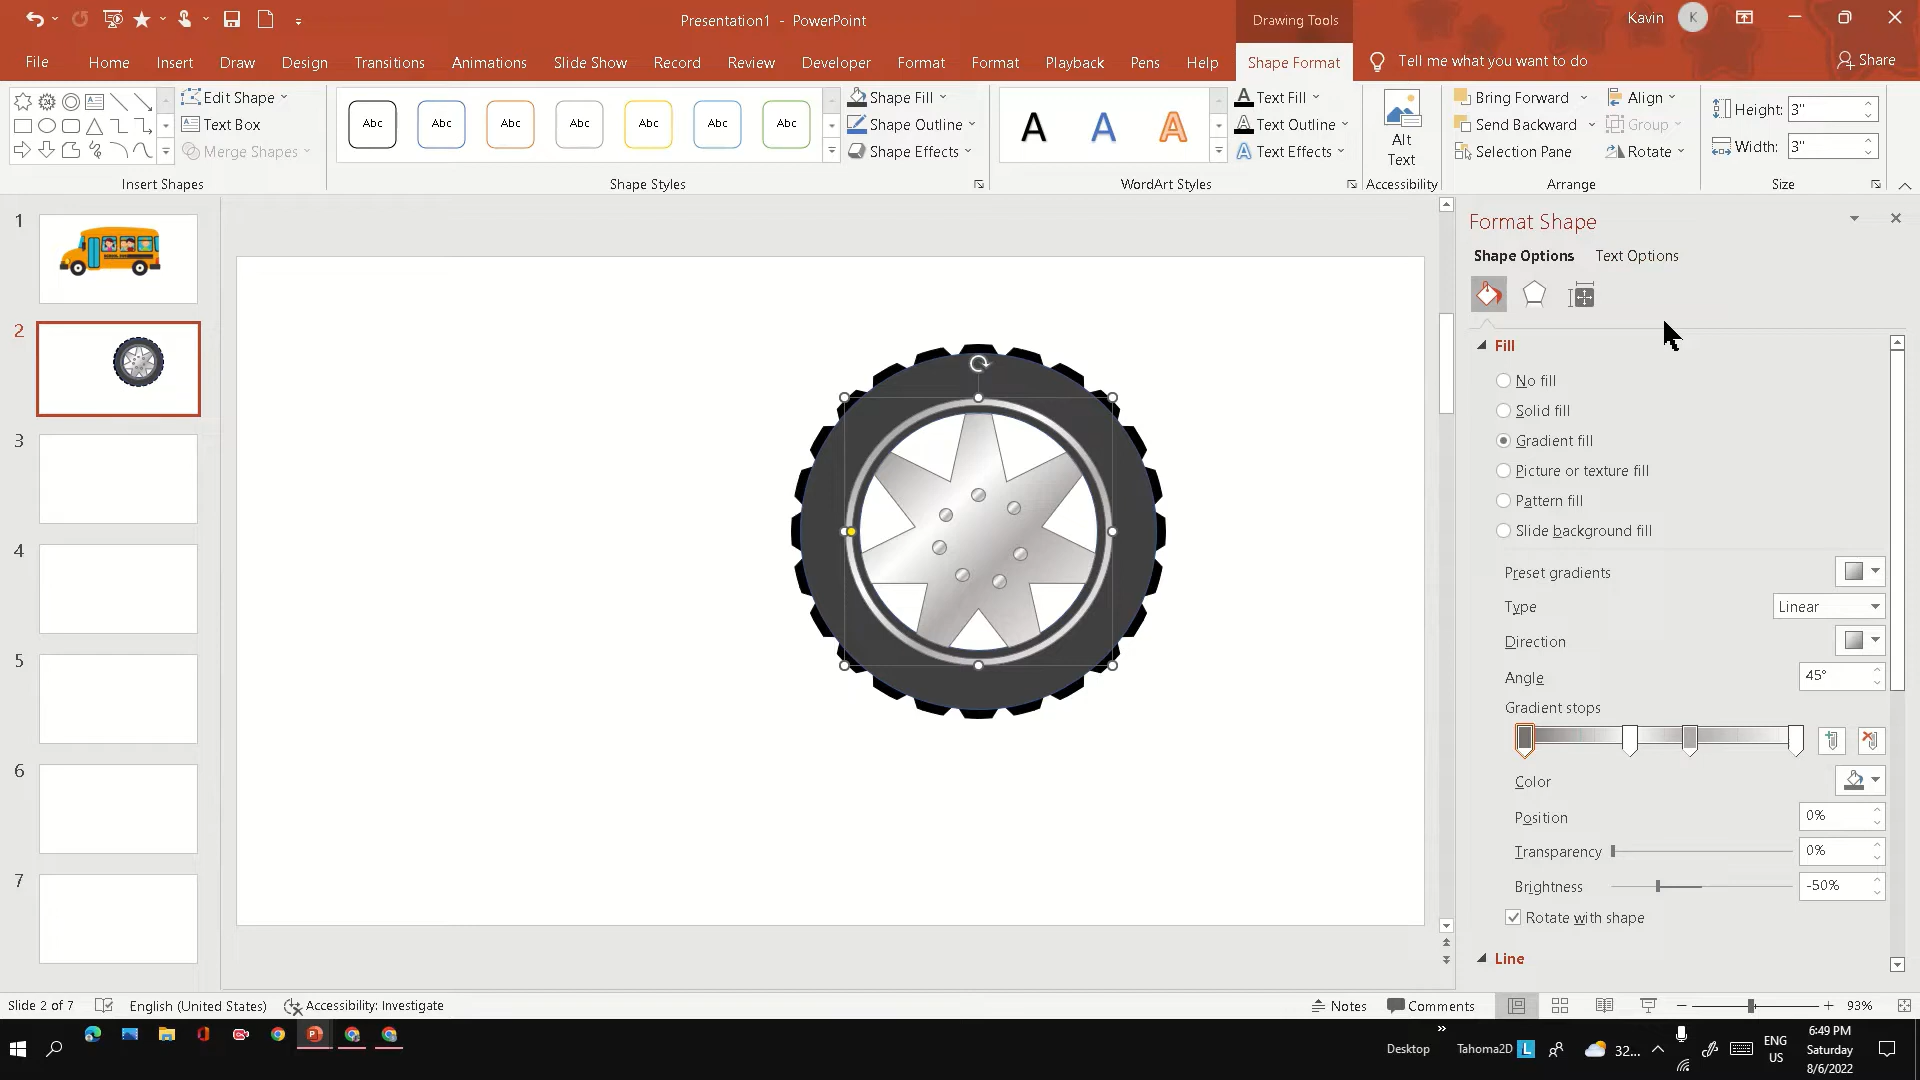 Presentation1 - PowerPoint
Drawing Tools
Kavin
K
File Home Insert Draw Design Transitions Animations Slide Show Record Review Developer Format Format Playback Pens Help Shape Format Tell me what you want to do Share
Edit Shape
Text Box
Merge Shapes
Insert Shapes
Abc Abc Abc Abc Abc Abc Abc
Shape Fill
Shape Outline
Shape Effects
Shape Styles
A A A
Text Fill
Text Outline
Text Effects
WordArt Styles
Alt
Text
Accessibility
Bring Forward
Send Backward
Selection Pane
Align
Group
Rotate
Arrange
Height: 3"
Width: 3"
Size
1
2
3
4
5
6
7
Format Shape
Shape Options Text Options
Fill
No fill
Solid fill
Gradient fill
Picture or texture fill
Pattern fill
Slide background fill
Preset gradients
Type Linear
Direction
Angle 45°
Gradient stops
Color
Position 0%
Transparency 0%
Brightness -50%
Rotate with shape
Line
Slide 2 of 7 English (United States) Accessibility: Investigate Notes Comments 93%
Desktop Tahoma2D L 32... ENG
US
6:49 PM
Saturday
8/6/2022